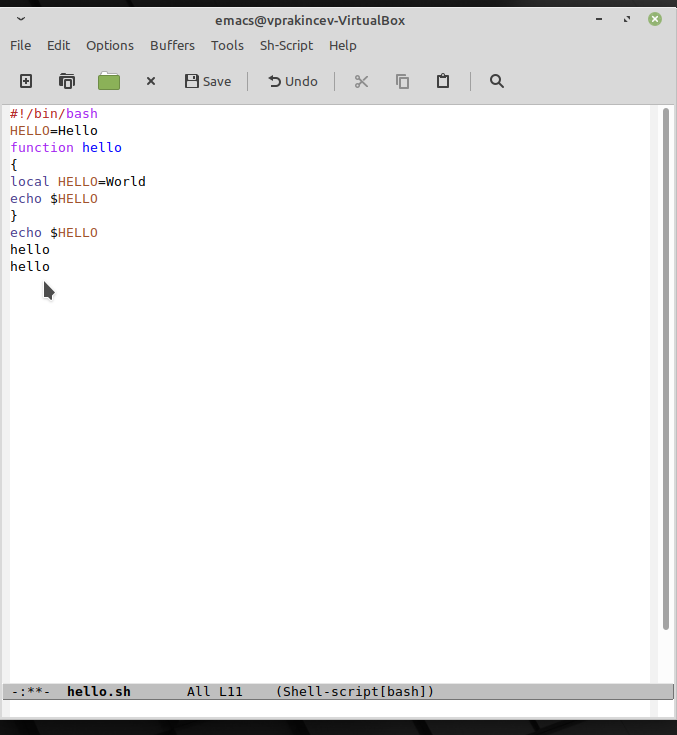 emacs@vprakincev-VirtualBox
File Edit Options Buffers Tools Sh-Script Help
Save Undo
#!/bin/bash
HELLO=Hello
function hello
{
local HELLO=World
echo $HELLO
}
echo $HELLO
hello
hello
-:**- hello.sh All L11 (Shell-script[bash])